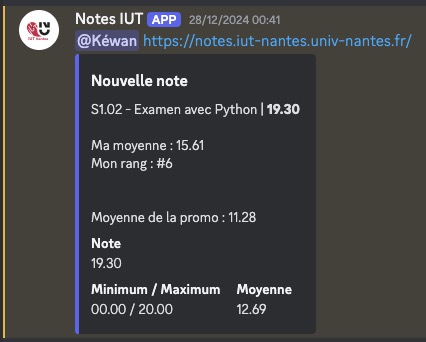 Notes IUT APP 28/12/2024 00:41
@Kéwan https://notes.iut-nantes.univ-nantes.fr/
Nouvelle note
S1.02 - Examen avec Python | 19.30
Ma moyenne : 15.61
Mon rang : #6
Moyenne de la promo : 11.28
Note
19.30
Minimum / Maximum Moyenne
00.00 / 20.00 12.69